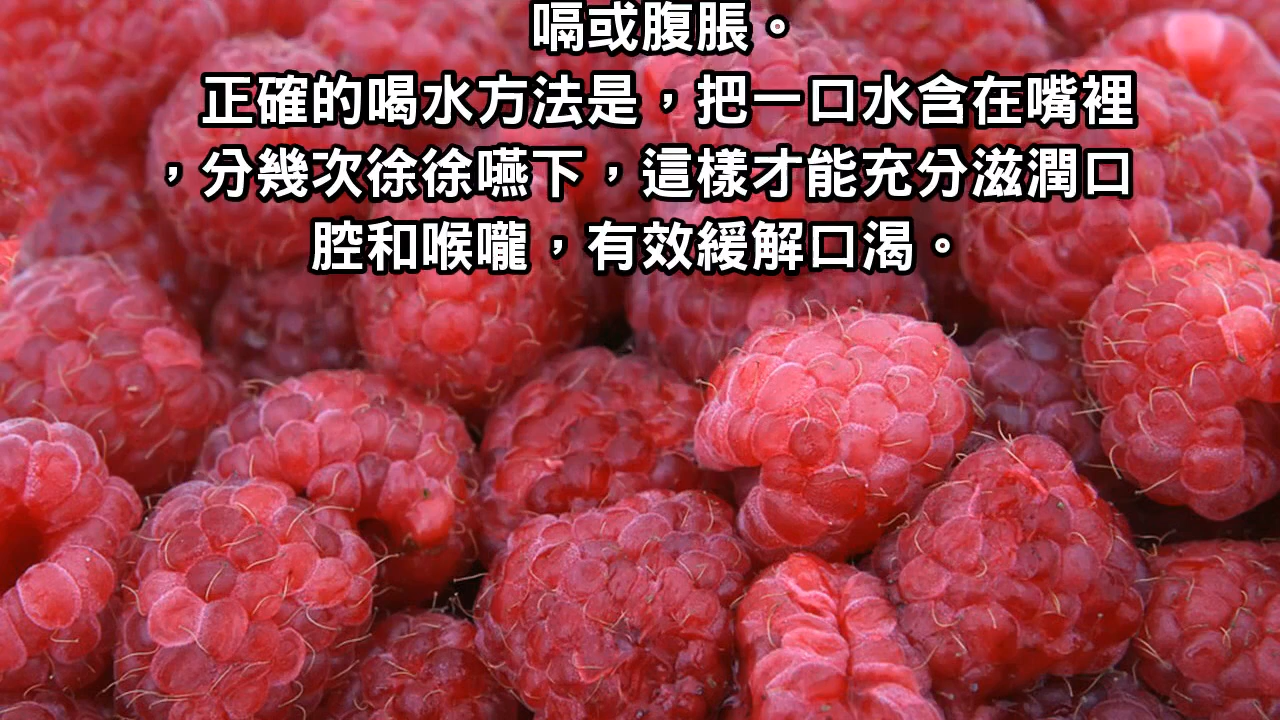 嗝或腹脹。
正確的喝水方法是，把一口水含在嘴裡
，分幾次徐徐嚥下，這樣才能充分滋潤口
腔和喉嚨，有效緩解口渴。